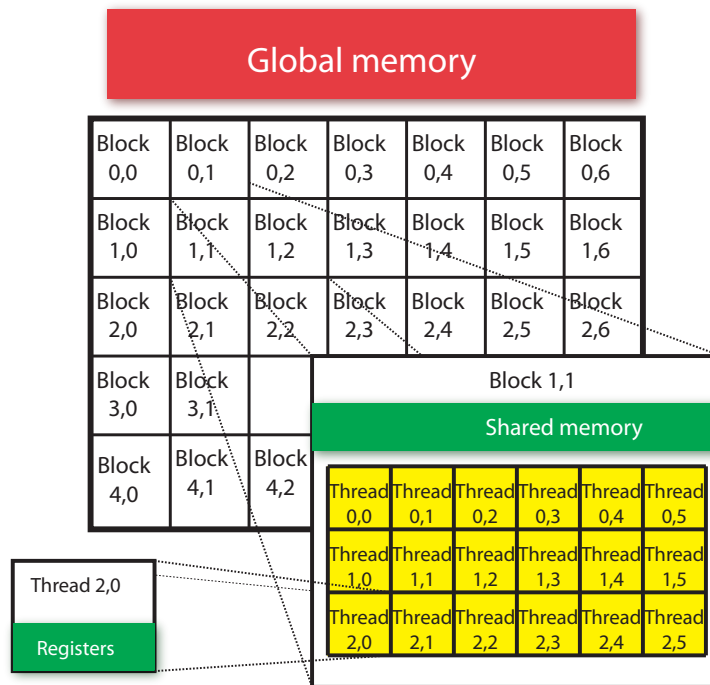 Global memory
Block Block Block Block Block Block Block
0,0 0,1 0,2 0,3 0,4 0,5 0,6
Block Block Block Block Block Block Block
1,0 1,1 1,2 1,3 1,4 1,5 1,6
Block Block Block Block Block Block Block
2,0 2,1 2,2 2,3 2,4 2,5 2,6
Block Block
3,0 3,1
Block Block Block
4,0 4,1 4,2
Block 1,1
Shared memory
Thread Thread Thread Thread Thread Thread
0,0 0,1 0,2 0,3 0,4 0,5
Thread Thread Thread Thread Thread Thread
1,0 1,1 1,2 1,3 1,4 1,5
Thread Thread Thread Thread Thread Thread
2,0 2,1 2,2 2,3 2,4 2,5
Thread 2,0
Registers